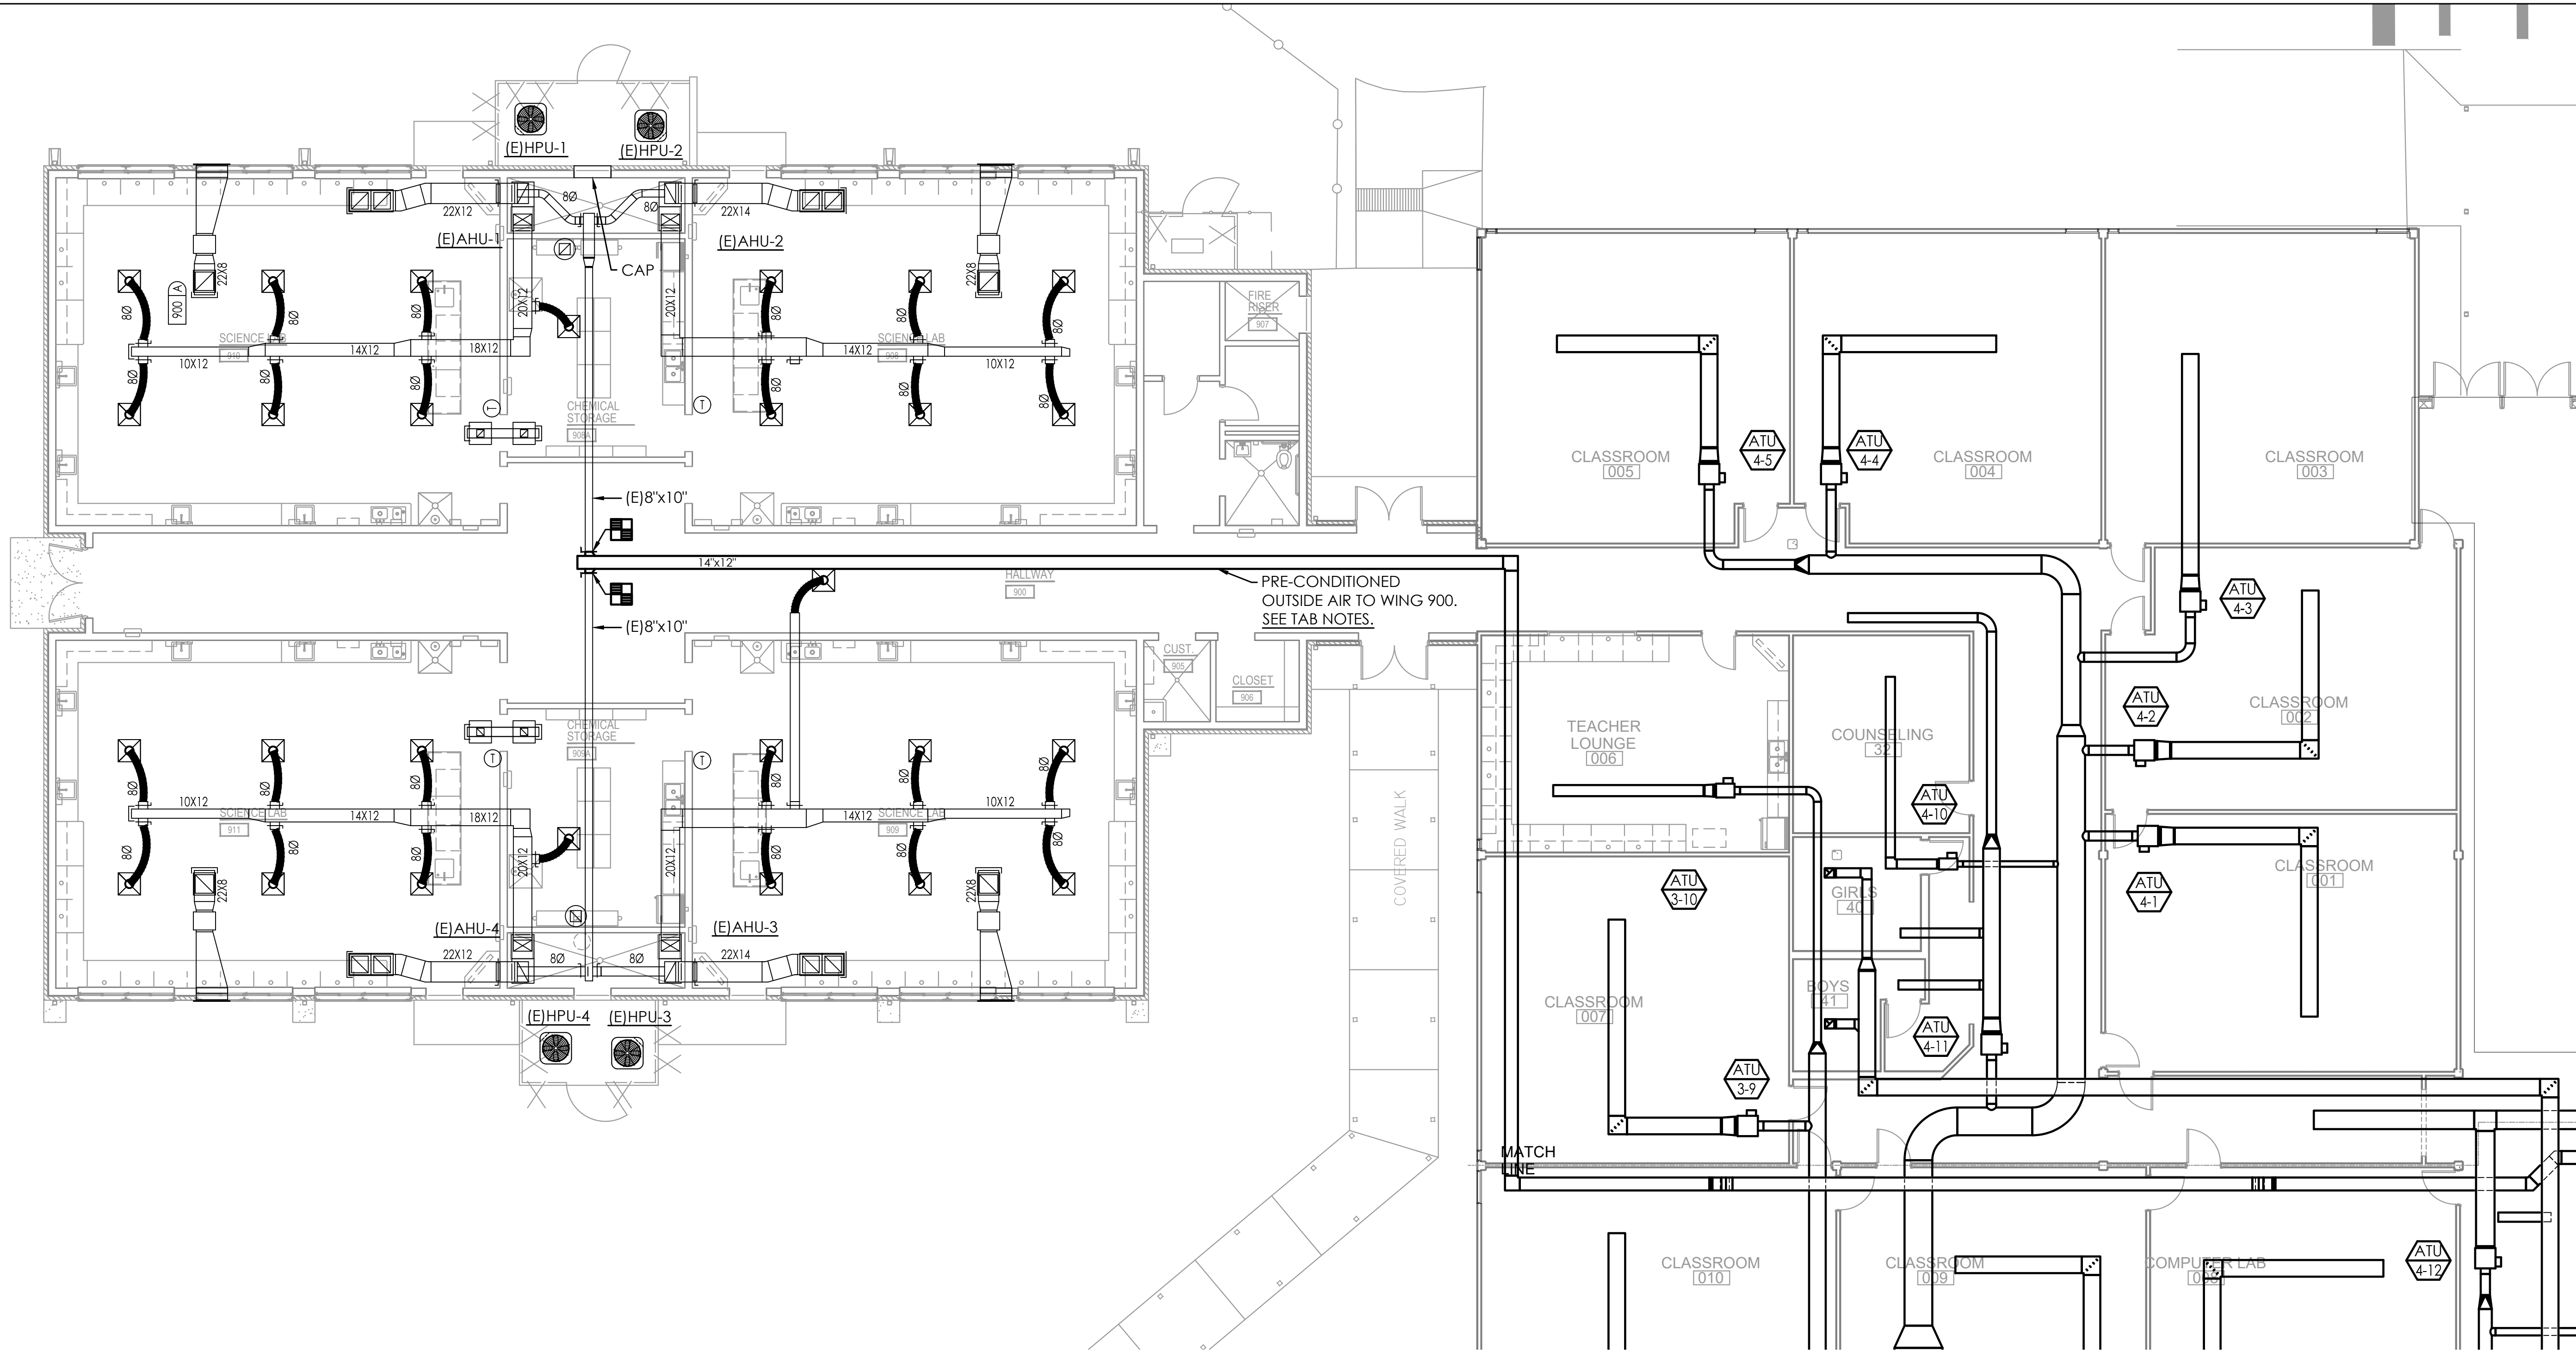 (E)HPU-1
(E)HPU-2
22X12
8Ø
8Ø
22X14
(E)AHU-1
(E)AHU-2
CAP
22X8
22X8
900 A
20X12
20X12
8Ø
8Ø
8Ø
8Ø
8Ø
8Ø
SCIENCE LAB
910
10X12
14X12
18X12
14X12
SCIENCE LAB
908
10X12
8Ø
8Ø
8Ø
8Ø
8Ø
8Ø
T
T
CHEMICAL
STORAGE
908A
(E)8"x10"
14"x12"
HALLWAY
900
(E)8"x10"
PRE-CONDITIONED
OUTSIDE AIR TO WING 900.
SEE TAB NOTES.
FIRE
RISER
907
CUST.
905
CLOSET
906
CHEMICAL
STORAGE
909A
T
T
8Ø
8Ø
8Ø
8Ø
8Ø
8Ø
10X12
SCIENCE LAB
911
14X12
18X12
14X12
SCIENCE LAB
909
10X12
8Ø
8Ø
8Ø
8Ø
8Ø
8Ø
20X12
20X12
22X8
22X8
(E)AHU-4
(E)AHU-3
22X12
8Ø
8Ø
22X14
(E)HPU-4
(E)HPU-3
COVERED WALK
CLASSROOM
005
ATU
4-5
ATU
4-4
CLASSROOM
004
CLASSROOM
003
ATU
4-3
TEACHER
LOUNGE
006
COUNSELING
32
ATU
4-2
CLASSROOM
002
ATU
4-10
ATU
3-10
GIRLS
40
ATU
4-1
CLASSROOM
001
CLASSROOM
007
BOYS
41
ATU
4-11
ATU
3-9
MATCH
LINE
CLASSROOM
010
CLASSROOM
009
COMPUTER LAB
ATU
4-12